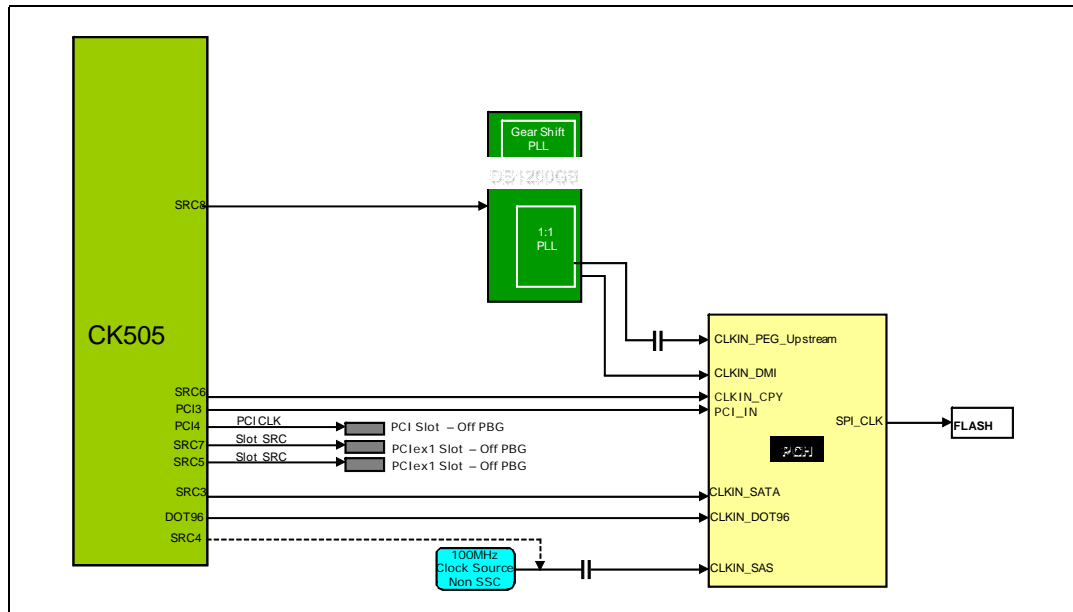 Gear Shift
PLL
DB1200GS
SRC8
1:1
PLL
CK505
CLKIN_PEG_Upstream
CLKIN_DMI
SRC6
CLKIN_CPY
PCI3
PCI_IN
PCI4
PCICLK
PCI Slot – Off PBG
SPI_CLK
FLASH
SRC7
Slot SRC
PCIex1 Slot – Off PBG
SRC5
Slot SRC
PCIex1 Slot – Off PBG
PCH
SRC3
CLKIN_SATA
DOT96
CLKIN_DOT96
SRC4
100MHz
Clock Source
Non SSC
CLKIN_SAS